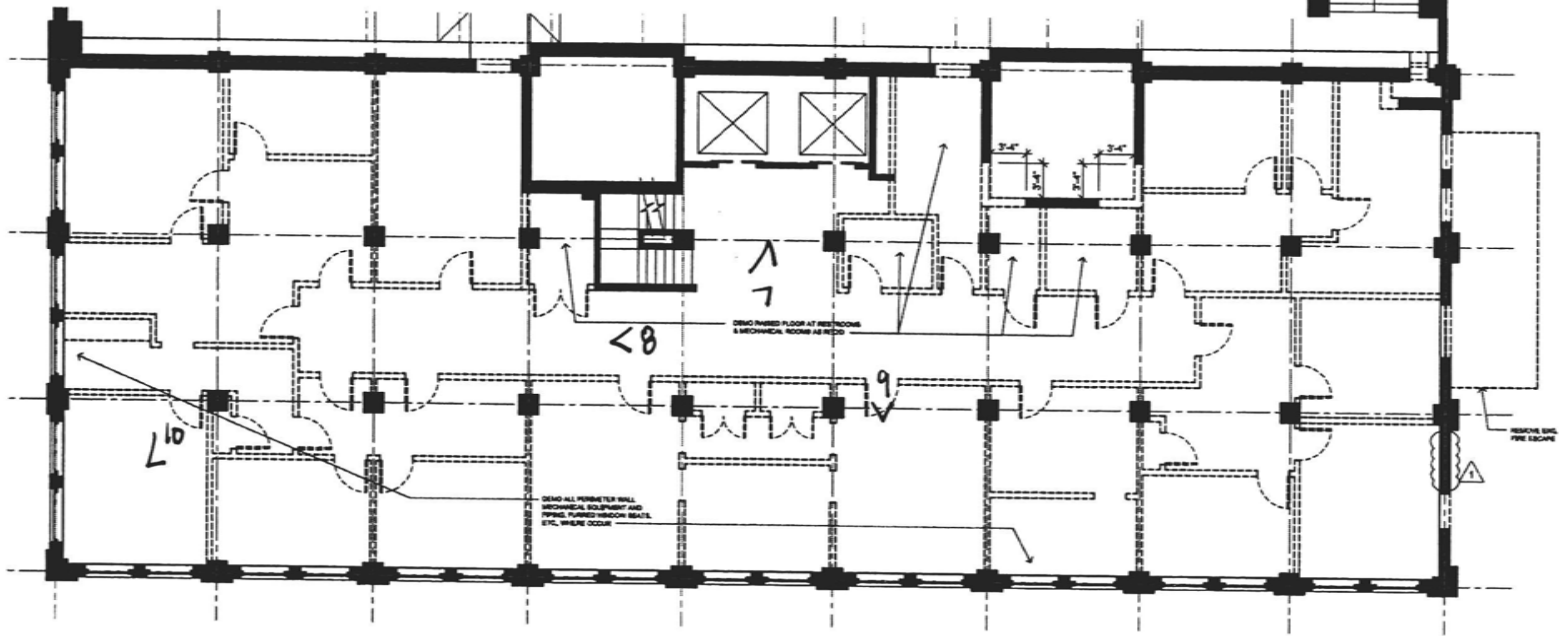 3'-4"
3'-4"
3'-4"
3'-4"
7
<8
DEMO RAISED FLOOR AT RESTROOMS
& MECHANICAL ROOMS AS REQ'D
9
10
REMOVE EXG.
FIRE ESCAPE
1
DEMO ALL PERIMETER WALL
MECHANICAL EQUIPMENT AND
PIPING, FURRED WINDOW SEATS,
ETC., WHERE OCCUR